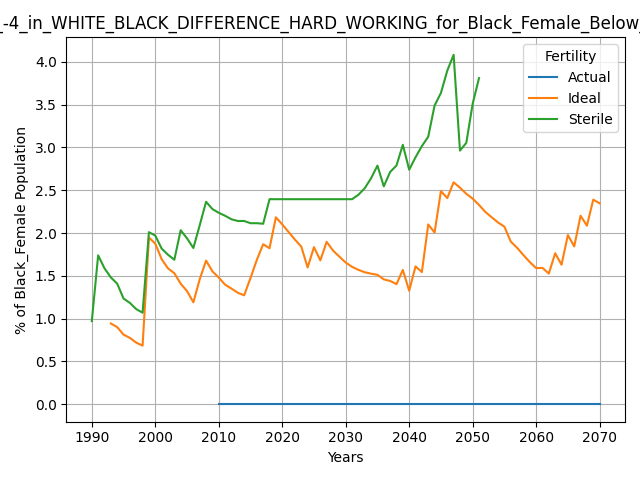 _-4_in_WHITE_BLACK_DIFFERENCE_HARD_WORKING_for_Black_Female_Below_
Fertility
Actual
Ideal
Sterile
% of Black_Female Population
4.0
3.5
3.0
2.5
2.0
1.5
1.0
0.5
0.0
1990 2000 2010 2020 2030 2040 2050 2060 2070
Years